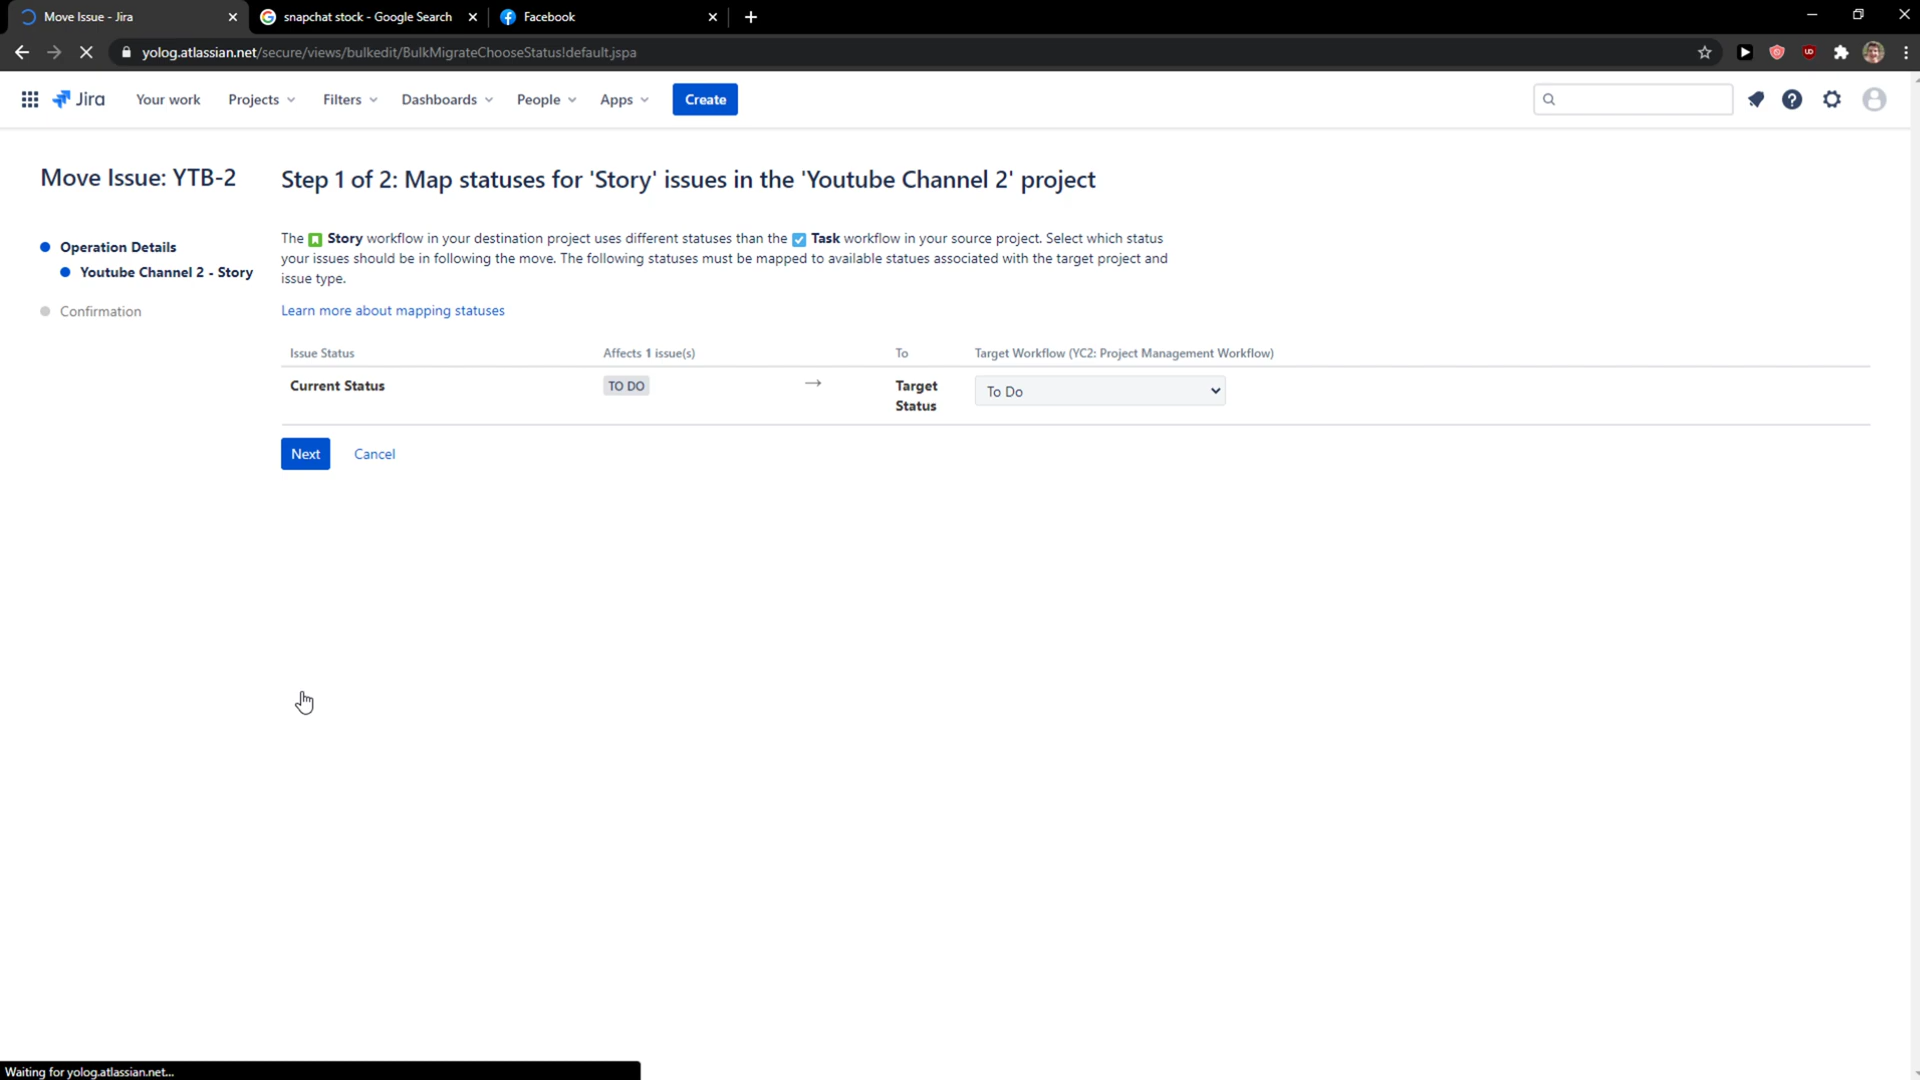 Move Issue - Jira
snapchat stock - Google Search
Facebook
yolog.atlassian.net/secure/views/bulkedit/BulkMigrateChooseStatus!default.jspa
Jira
Your work
Projects
Filters
Dashboards
People
Apps
Create
Move Issue: YTB-2
Step 1 of 2: Map statuses for 'Story' issues in the 'Youtube Channel 2' project
Operation Details
Youtube Channel 2 - Story
Confirmation
The Story workflow in your destination project uses different statuses than the Task workflow in your source project. Select which status
your issues should be in following the move. The following statuses must be mapped to available statues associated with the target project and
issue type.
Learn more about mapping statuses
Issue Status
Affects 1 issue(s)
To
Target Workflow (YC2: Project Management Workflow)
Current Status
TO DO
→
Target
Status
To Do
Next
Cancel
Waiting for yolog.atlassian.net...